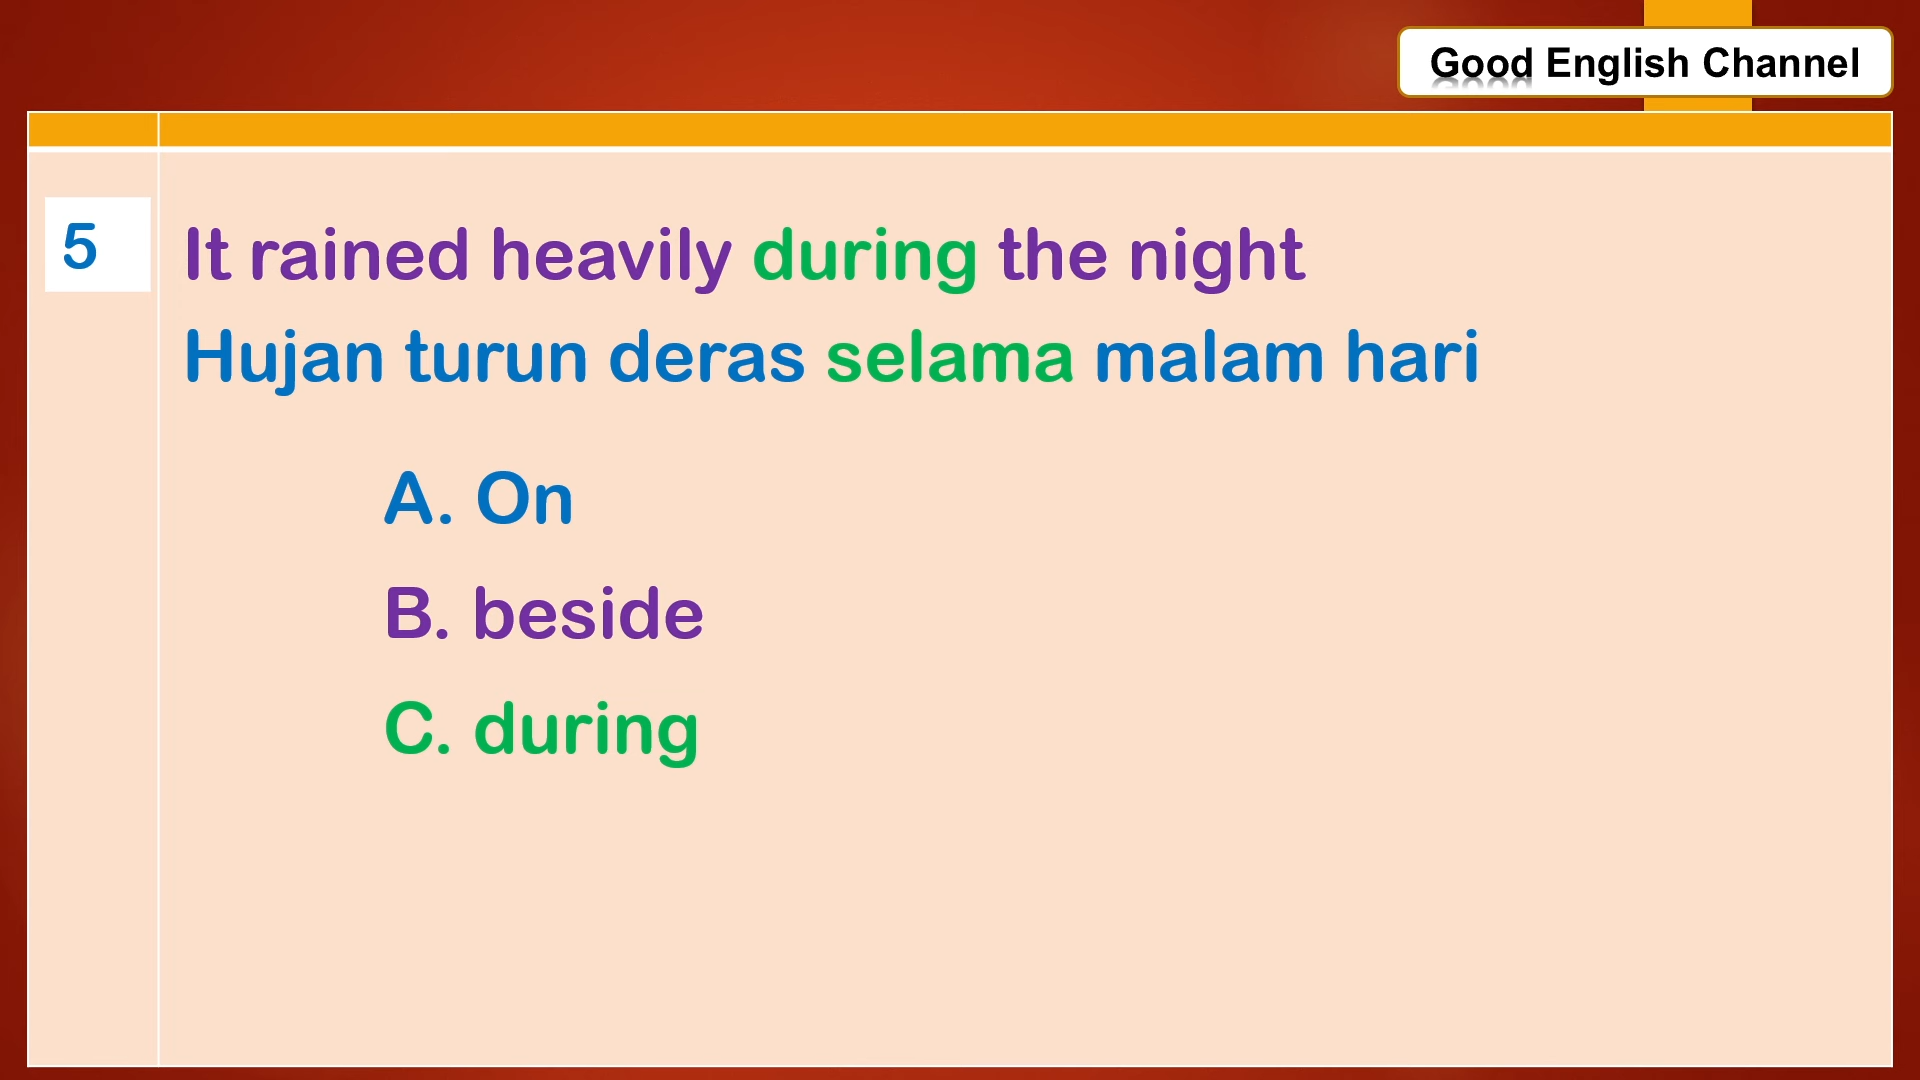 Good English Channel
5
It rained heavily during the night
Hujan turun deras selama malam hari
A. On
B. beside
C. during